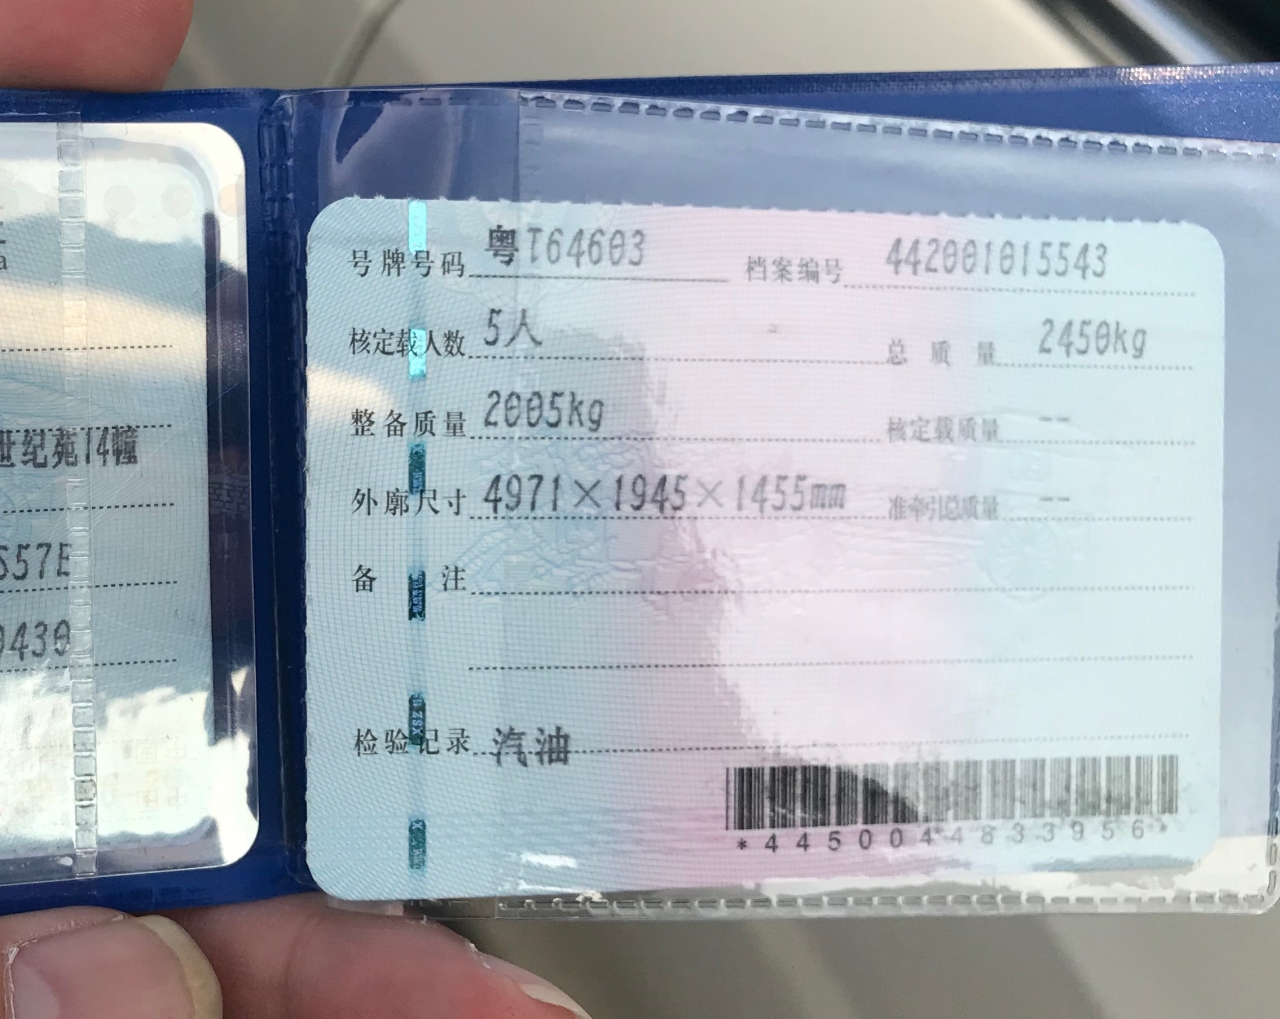 a
世纪苑14幢
S57E
0430
号牌号码 粤T64603 档案编号 442001015543
核定载人数 5人 总质量 2450kg
整备质量 2005kg 核定载质量 --
外廓尺寸 4971×1945×1455mm 准牵引总质量 --
备注
检验记录 汽油
*4450044833956*